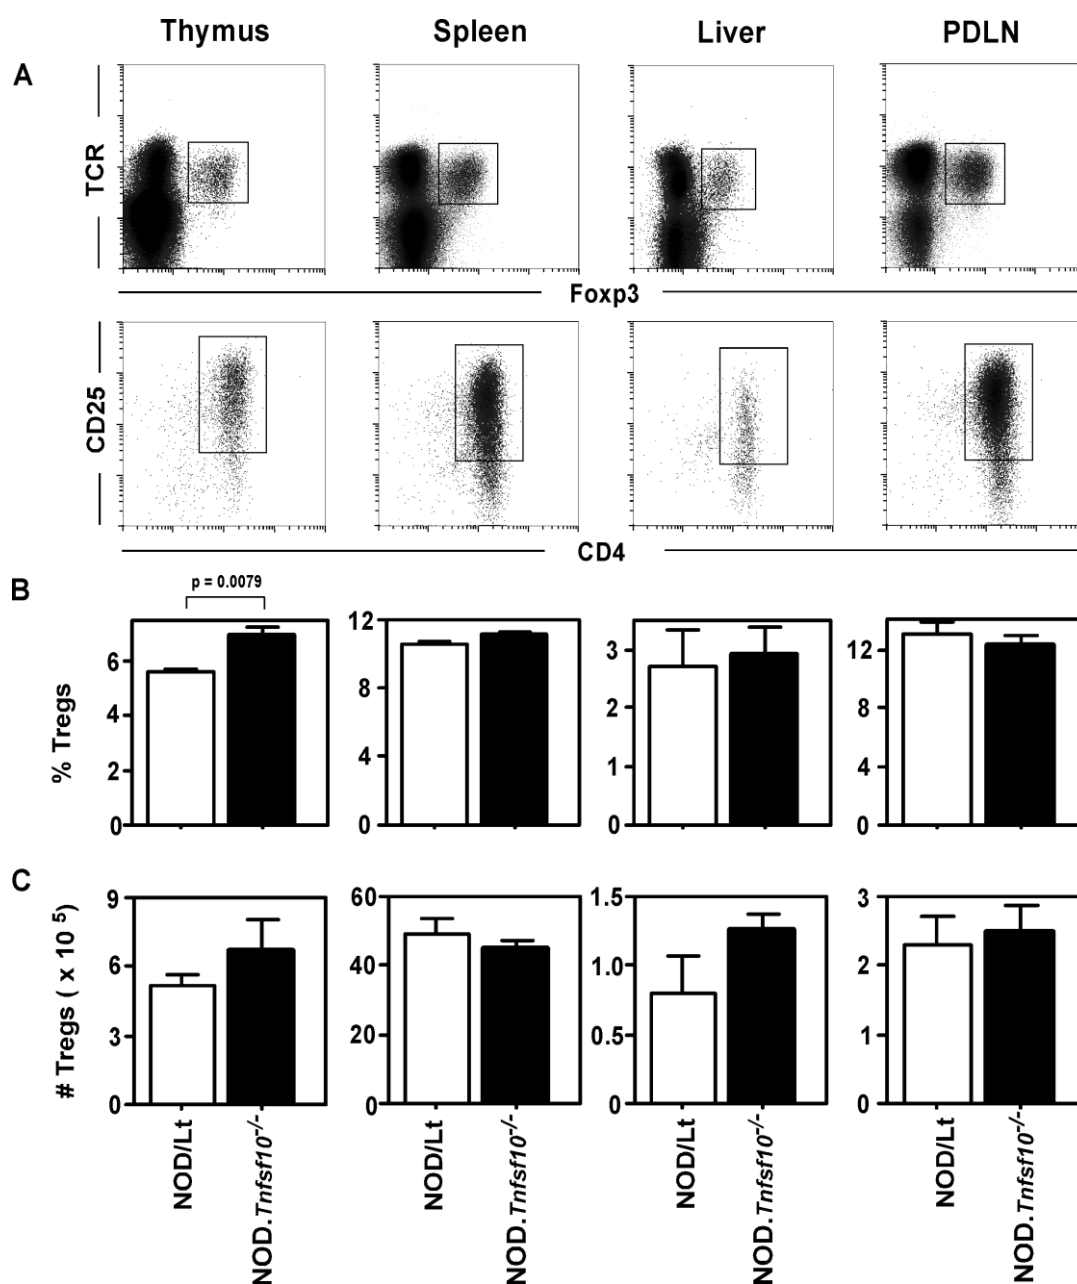 Thymus Spleen Liver PDLN
A
TCR
Foxp3
CD25
CD4
B
p = 0.0079
% Tregs
6 4 2 0
12 8 4 0
3 2 1 0
12 8 4 0
C
# Tregs ( x 10 5)
9 6 3 0
60 40 20 0
1.5 1.0 0.5 0
3 2 1 0
NOD/Lt NOD.Tnfsf10-/- NOD/Lt NOD.Tnfsf10-/- NOD/Lt NOD.Tnfsf10-/- NOD/Lt NOD.Tnfsf10-/-